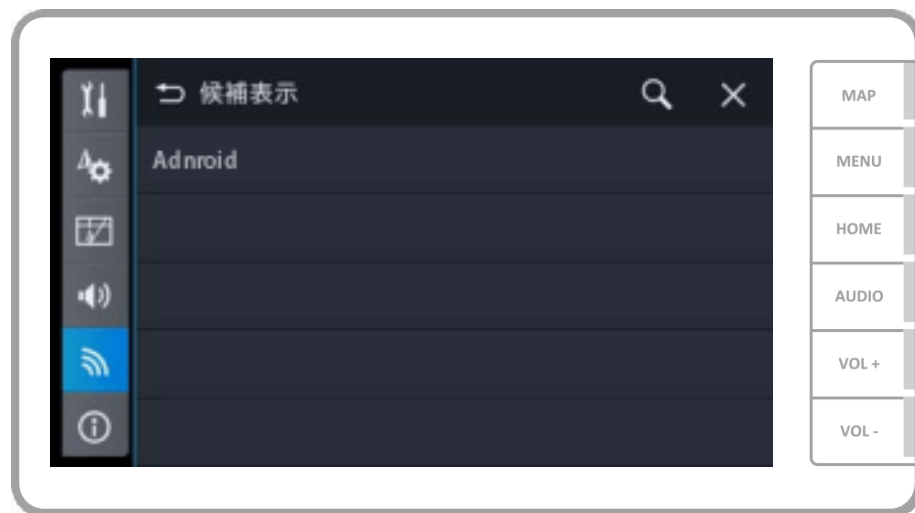 候補表示
Adnroid
MAP
MENU
HOME
AUDIO
VOL +
VOL -